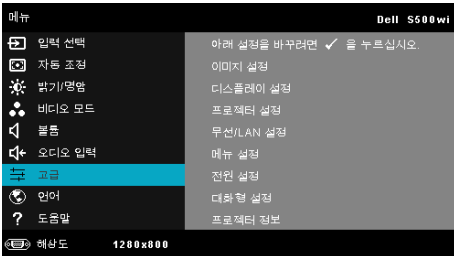 메뉴
Dell S500wi
입력 선택
자동 조정
밝기/명암
비디오 모드
볼륨
오디오 입력
고급
언어
도움말
아래 설정을 바꾸려면 ✓ 을 누르십시오.
이미지 설정
디스플레이 설정
프로젝터 설정
무선/LAN 설정
메뉴 설정
전원 설정
대화형 설정
프로젝터 정보
해상도 1280x800